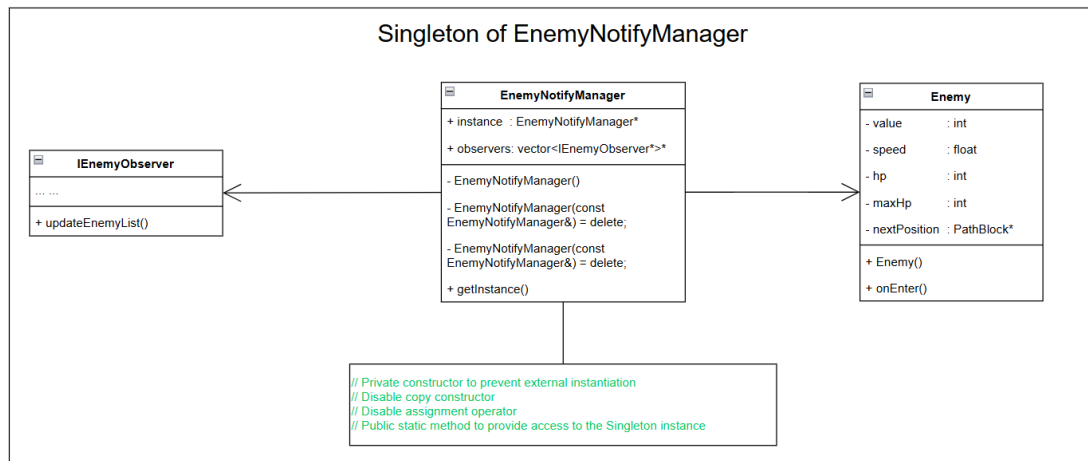 Singleton of EnemyNotifyManager
IEnemyObserver
... ...
+ updateEnemyList()
EnemyNotifyManager
+ instance : EnemyNotifyManager*
+ observers: vector<IEnemyObserver*>*
- EnemyNotifyManager()
- EnemyNotifyManager(const
EnemyNotifyManager&) = delete;
- EnemyNotifyManager(const
EnemyNotifyManager&) = delete;
+ getInstance()
Enemy
- value : int
- speed : float
- hp : int
- maxHp : int
- nextPosition : PathBlock*
+ Enemy()
+ onEnter()
// Private constructor to prevent external instantiation
// Disable copy constructor
// Disable assignment operator
// Public static method to provide access to the Singleton instance